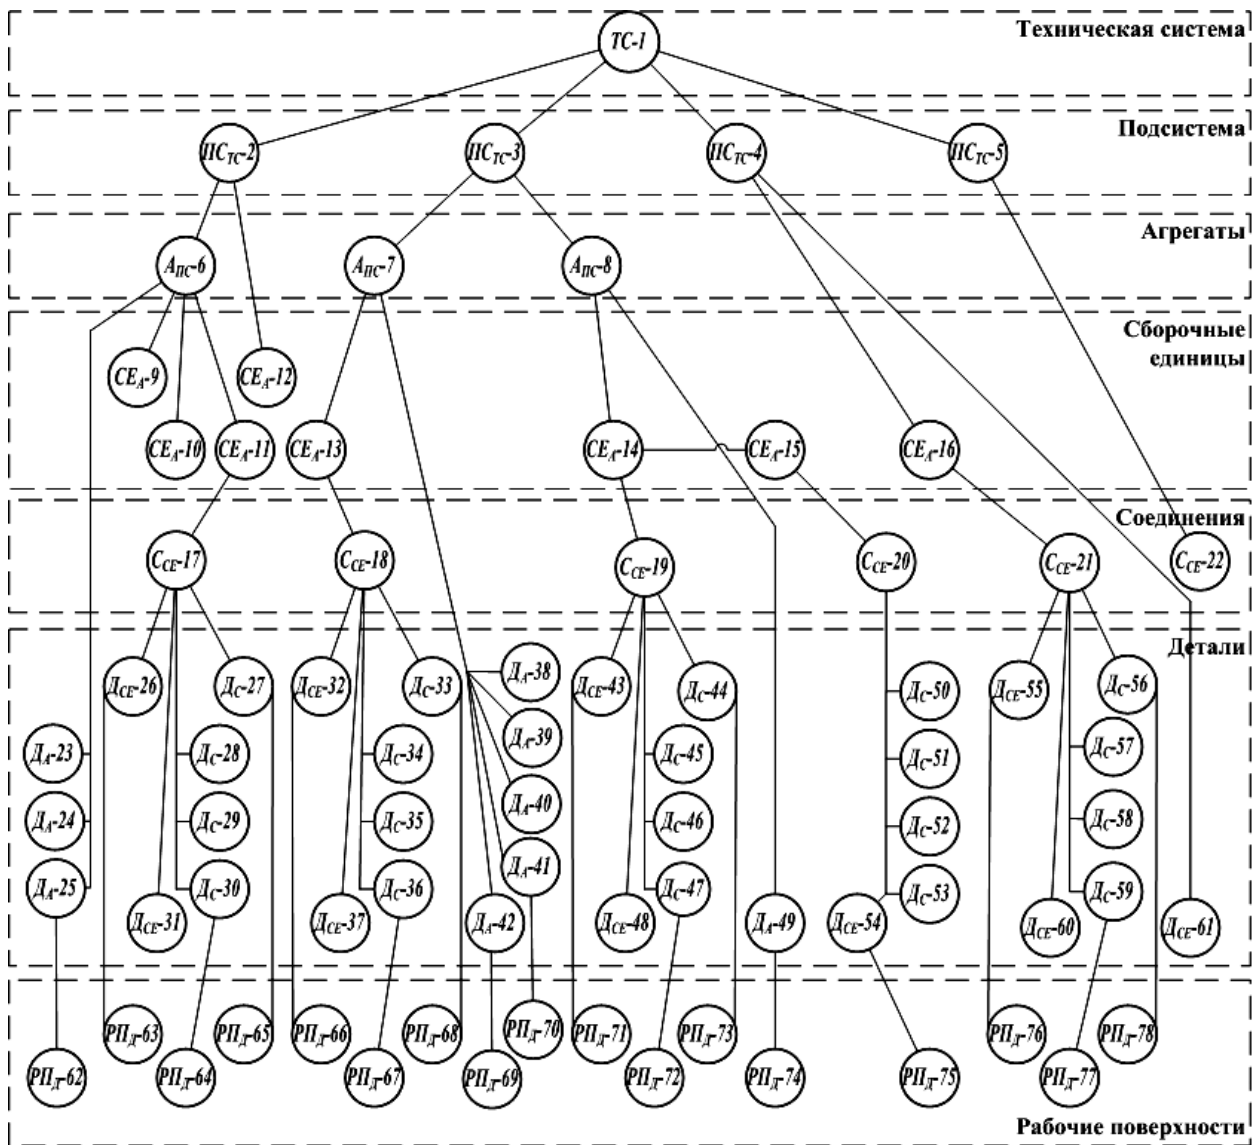 Техническая система
ТС-1
Подсистема
ПСТС-2
ПСТС-3
ПСТС-4
ПСТС-5
Агрегаты
АПС-6
АПС-7
АПС-8
Сборочные
единицы
СЕА-9
СЕА-12
СЕА-10
СЕА-11
СЕА-13
СЕА-14
СЕА-15
СЕА-16
Соединения
ССЕ-17
ССЕ-18
ССЕ-19
ССЕ-20
ССЕ-21
ССЕ-22
Детали
ДСЕ-26
ДС-27
ДСЕ-32
ДС-33
ДА-38
ДСЕ-43
ДС-44
ДС-50
ДСЕ-55
ДС-56
ДА-23
ДС-28
ДС-34
ДА-39
ДС-45
ДС-51
ДС-57
ДА-24
ДС-29
ДС-35
ДА-40
ДС-46
ДС-52
ДС-58
ДА-25
ДС-30
ДС-36
ДА-41
ДС-47
ДС-53
ДС-59
ДСЕ-31
ДСЕ-37
ДА-42
ДСЕ-48
ДА-49
ДСЕ-54
ДСЕ-60
ДСЕ-61
РПД-63
РПД-65
РПД-66
РПД-68
РПД-70
РПД-71
РПД-73
РПД-76
РПД-78
РПД-62
РПД-64
РПД-67
РПД-69
РПД-72
РПД-74
РПД-75
РПД-77
Рабочие поверхности